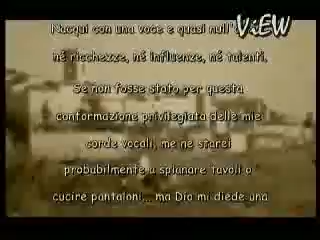 ViEW
Nacqui con una voce e quasi null'
né ricchezze, né influenze, né talenti.
Se non fosse stato per questa
conformazione privilegiata delle mie
corde vocali, me ne starei
probabilmente a spianare tavoli o
cucire pantaloni... ma Dio mi diede una